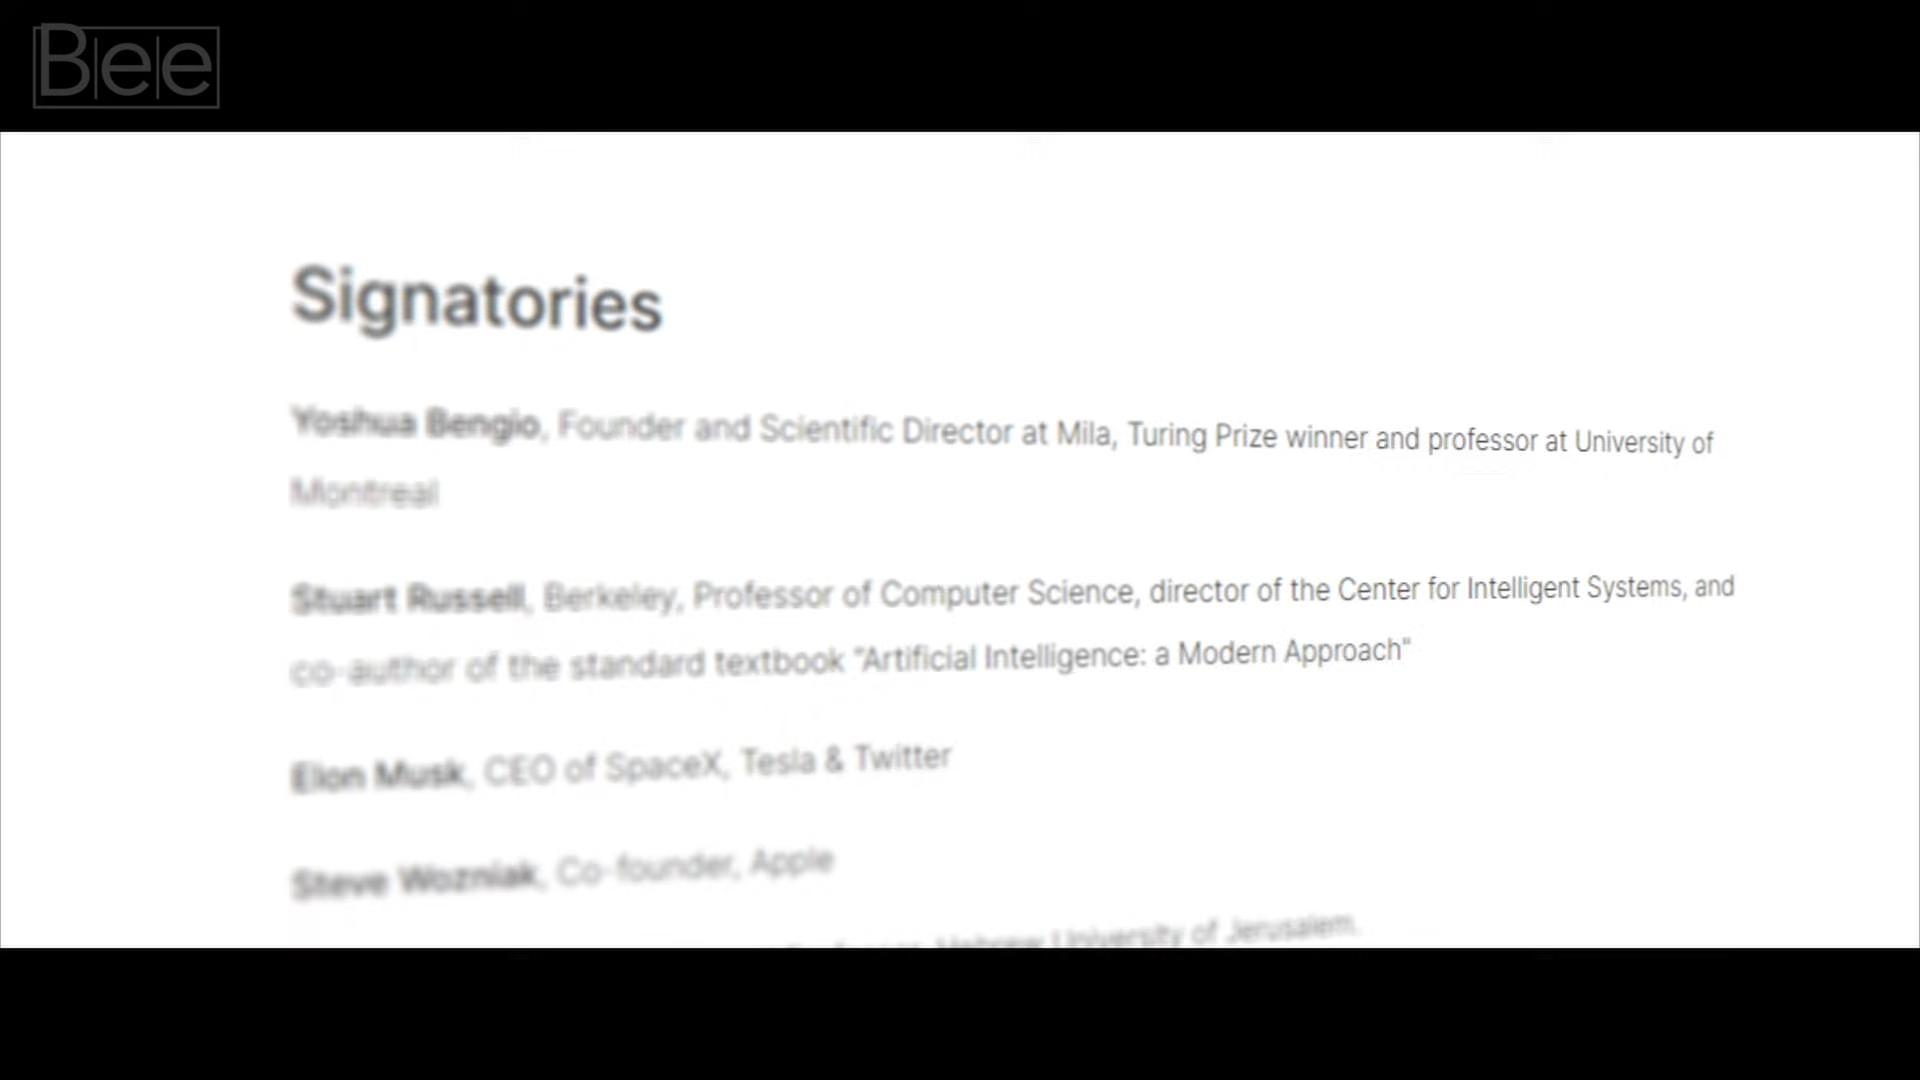 Bee
Signatories
Yoshua Bengio, Founder and Scientific Director at Mila, Turing Prize winner and professor at University of
Montreal
Stuart Russell, Berkeley, Professor of Computer Science, director of the Center for Intelligent Systems, and
co-author of the standard textbook "Artificial Intelligence: a Modern Approach"
Elon Musk, CEO of SpaceX, Tesla & Twitter
Steve Wozniak, Co-founder, Apple
Hebrew University of Jerusalem.